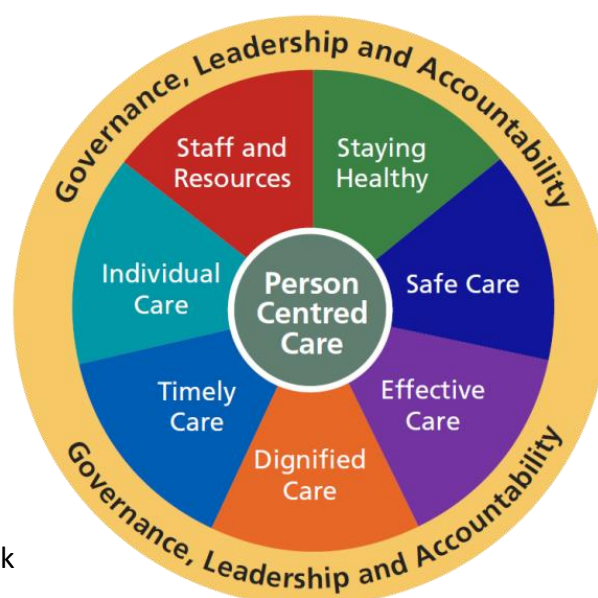 Governance, Leadership and Accountability
Staff and
Resources
Staying
Healthy
Individual
Care
Person
Centred
Care
Safe Care
Timely
Care
Effective
Care
Dignified
Care
Governance, Leadership and Accountability
k